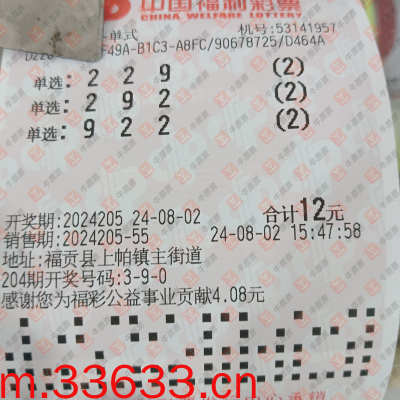 中国福利彩票
CHINA WELFARE LOTTERY
单式 机号:53141957
F49A-B1C3-A8FC/90678725/D464A
单选: 2 2 9 (2)
单选: 2 9 2 (2)
单选: 9 2 2 (2)
开奖期:2024205 24-08-02 合计12元
销售期:2024205-55 24-08-02 15:47:58
地址:福贡县上帕镇主街道
204期开奖号码:3-9-0
感谢您为福彩公益事业贡献4.08元
m.33633.cn